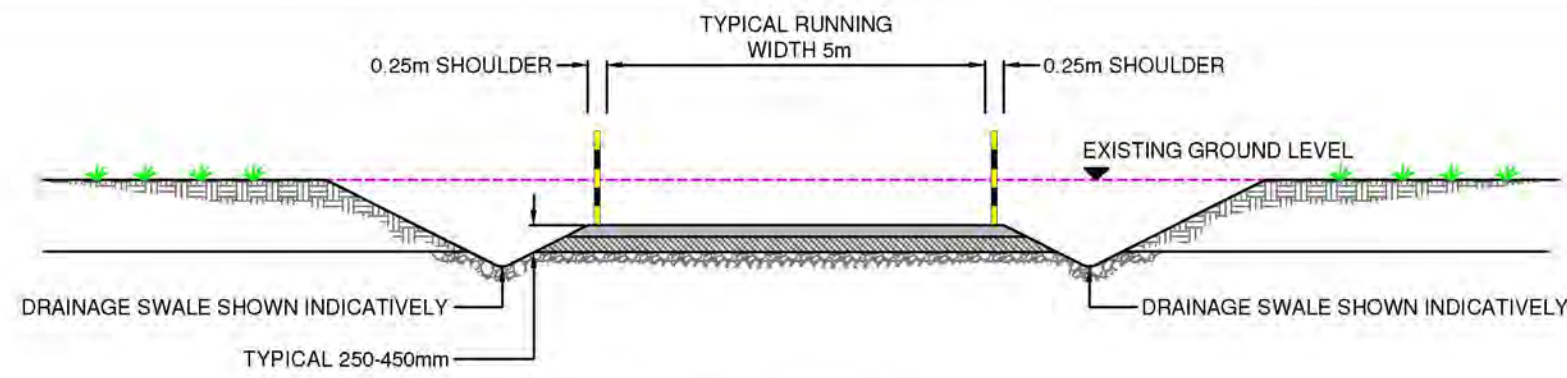 TYPICAL RUNNING
WIDTH 5m
0.25m SHOULDER
0.25m SHOULDER
EXISTING GROUND LEVEL
DRAINAGE SWALE SHOWN INDICATIVELY
DRAINAGE SWALE SHOWN INDICATIVELY
TYPICAL 250-450mm